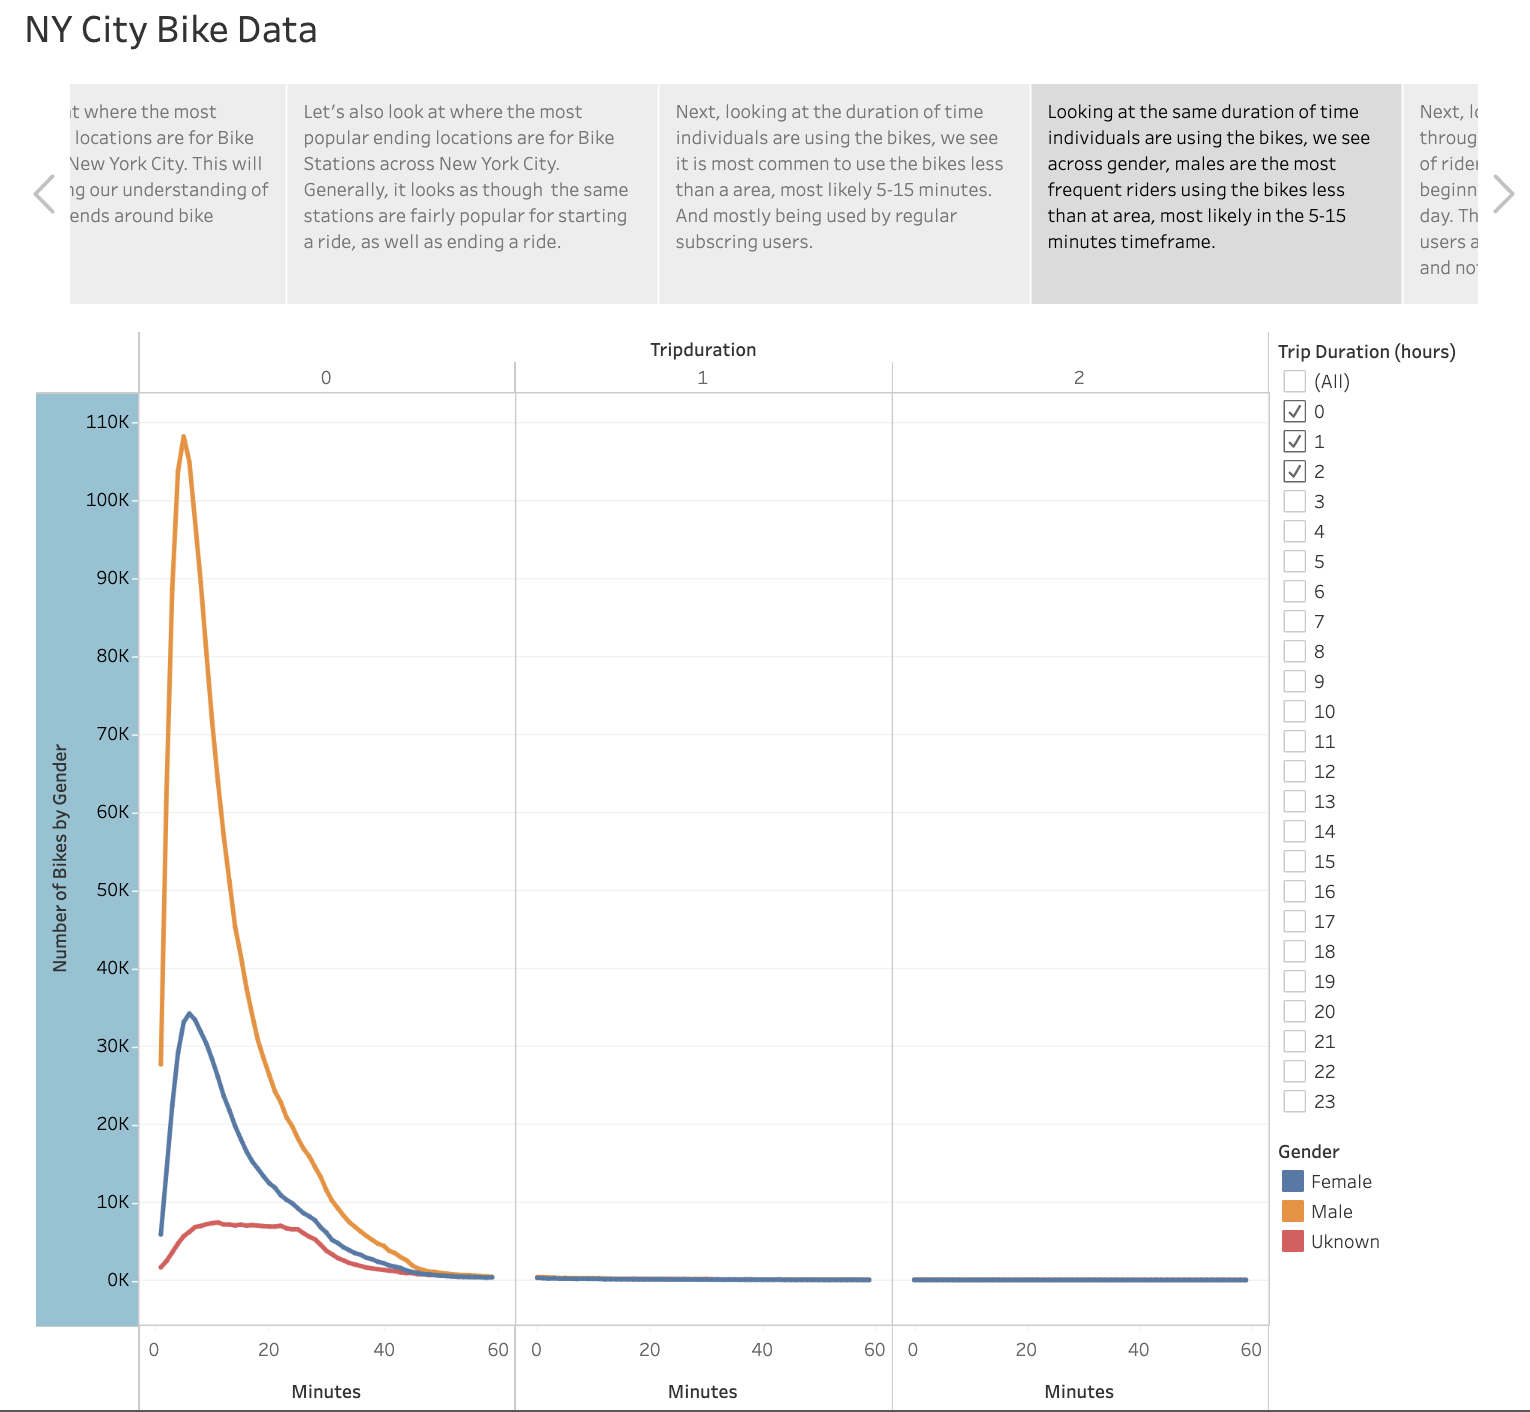 NY City Bike Data
t where the most
locations are for Bike
New York City. This will
ng our understanding of
ends around bike
Let's also look at where the most
popular ending locations are for Bike
Stations across New York City.
Generally, it looks as though the same
stations are fairly popular for starting
a ride, as well as ending a ride.
Next, looking at the duration of time
individuals are using the bikes, we see
it is most commen to use the bikes less
than a area, most likely 5-15 minutes.
And mostly being used by regular
subscring users.
Looking at the same duration of time
individuals are using the bikes, we see
across gender, males are the most
frequent riders using the bikes less
than at area, most likely in the 5-15
minutes timeframe.
Next, lo
throug
of rider
beginn
day. Th
users a
and no
Tripduration
0
1
2
Number of Bikes by Gender
110K
100K
90K
80K
70K
60K
50K
40K
30K
20K
10K
0K
0 20 40 60
0 20 40 60
0 20 40 60
Minutes
Minutes
Minutes
Trip Duration (hours)
(All)
0
1
2
3
4
5
6
7
8
9
10
11
12
13
14
15
16
17
18
19
20
21
22
23
Gender
Female
Male
Uknown